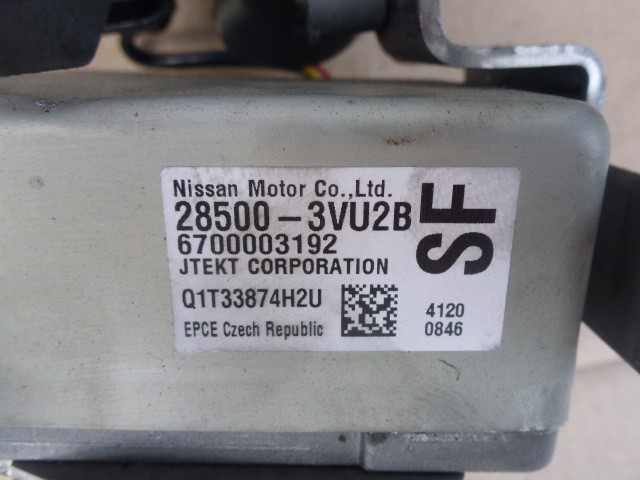 Nissan Motor Co.,Ltd.
28500-3VU2B
SF
6700003192
JTEKT CORPORATION
Q1T33874H2U
4120
EPCE Czech Republic
0846